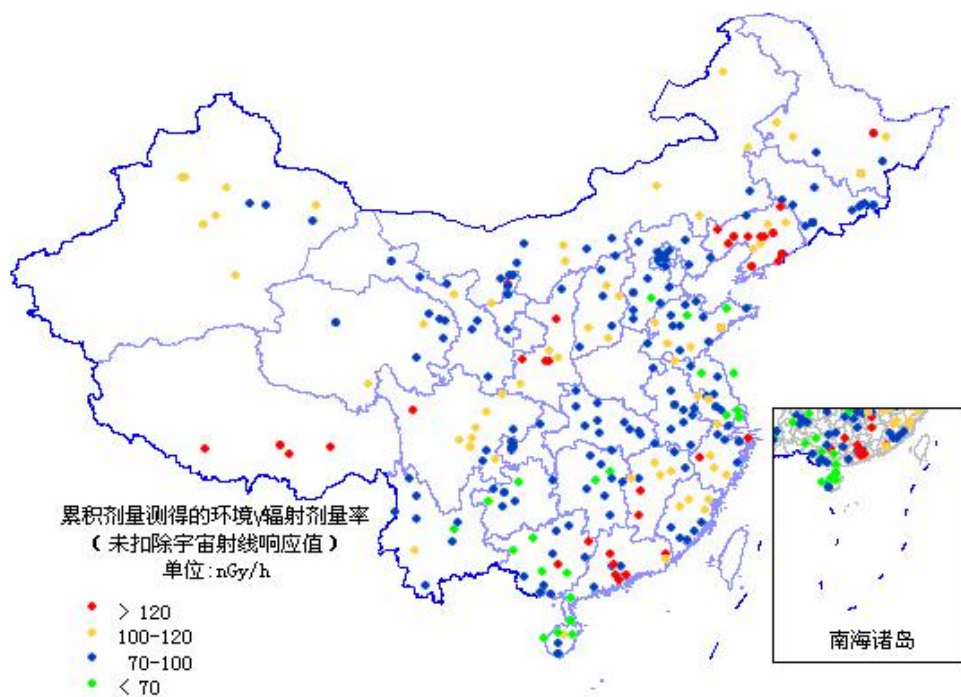 累积剂量测得的环境γ辐射剂量率
（未扣除宇宙射线响应值）
单位:nGy/h
> 120
100-120
70-100
< 70
南海诸岛